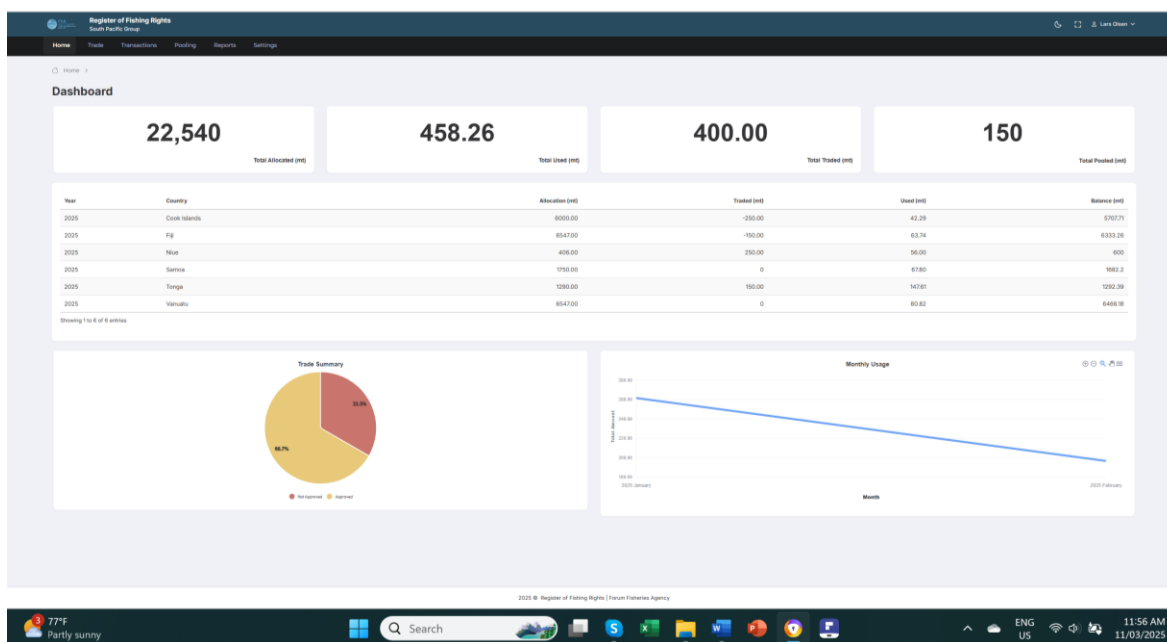 Register of Fishing Rights
South Pacific Group
Lars Olsen
Home Trade Transactions Pooling Reports Settings
Home
Dashboard
22,540 458.26 400.00 150
Total Allocated (mt) Total Used (mt) Total Traded (mt) Total Pooled (mt)
Year Country Allocation (mt) Traded (mt) Used (mt) Balance (mt)
2025 Cook Islands 6000.00 -250.00 42.29 5707.71
2025 Fiji 6547.00 -150.00 63.74 6333.26
2025 Niue 406.00 250.00 56.00 600
2025 Samoa 1750.00 0 67.80 1682.2
2025 Tonga 1290.00 150.00 147.61 1292.39
2025 Vanuatu 6547.00 0 80.82 6466.18
Showing 1 to 6 of 6 entries
Trade Summary
33.3%
66.7%
Not Approved Approved
Monthly Usage
Total Amount
2025 January 2025 February
Month
2025 © Register of Fishing Rights | Forum Fisheries Agency
3
77°F
Partly sunny
Search
ENG
US
11:56 AM
11/03/2025